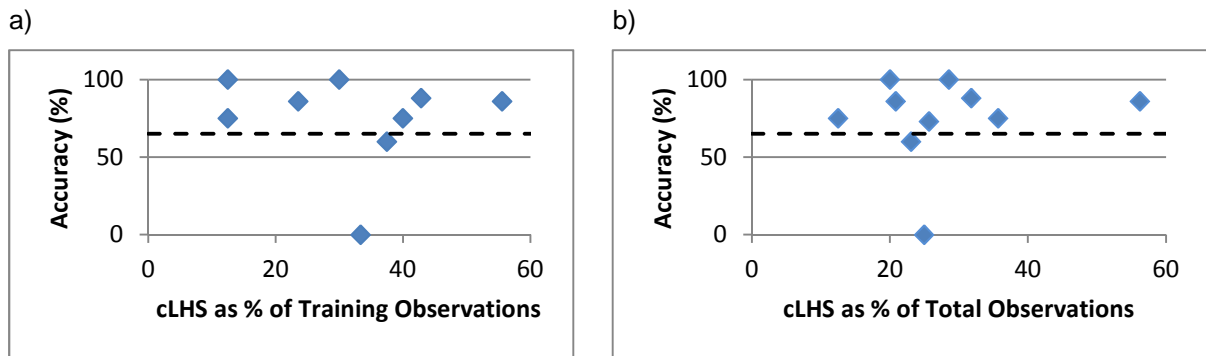 a)
b)
100
50
0
Accuracy (%)
0 20 40 60
cLHS as % of Training Observations
100
50
0
Accuracy (%)
0 20 40 60
cLHS as % of Total Observations